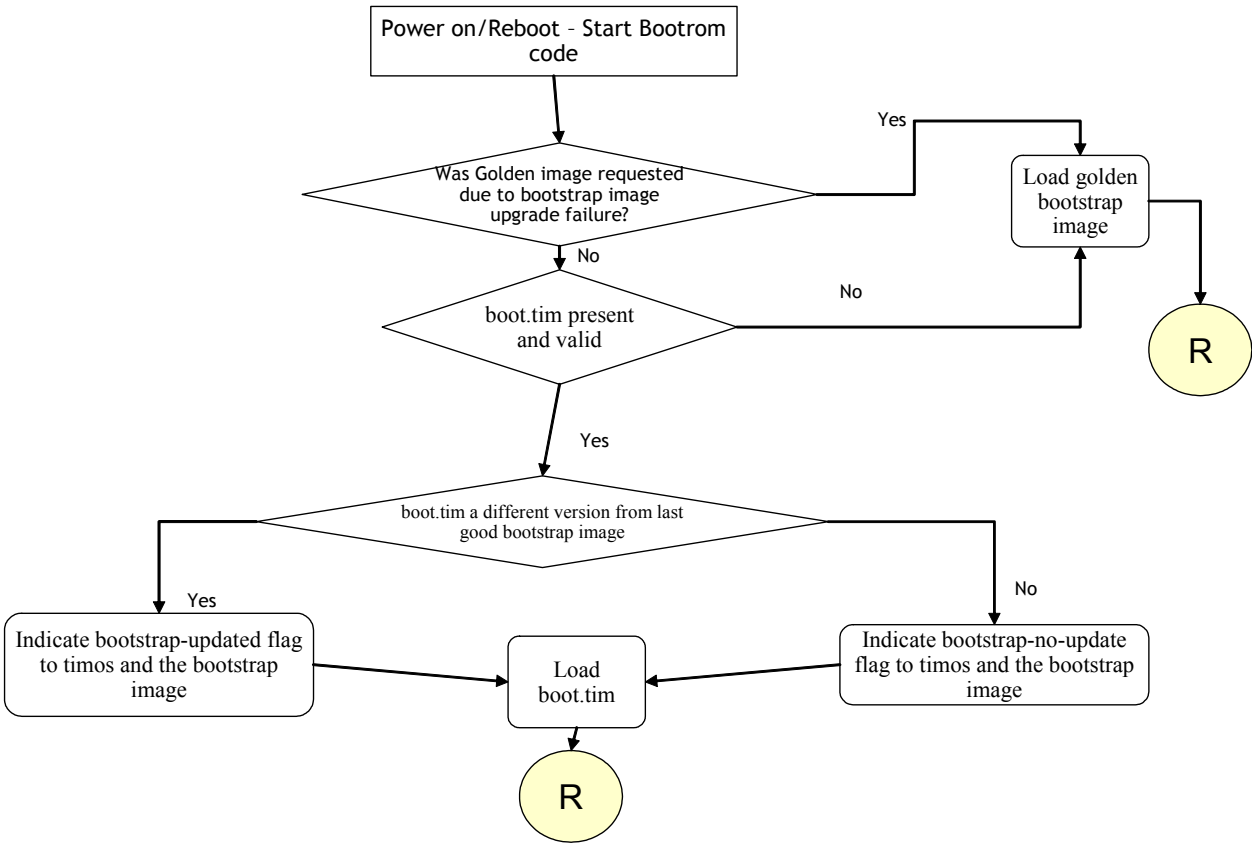 Power on/Reboot – Start Bootrom
code
Yes
Was Golden image requested
due to bootstrap image
upgrade failure?
Load golden
bootstrap
image
No
No
boot.tim present
and valid
R
Yes
boot.tim a different version from last
good bootstrap image
Yes
No
Indicate bootstrap-updated flag
to timos and the bootstrap
image
Load
boot.tim
Indicate bootstrap-no-update
flag to timos and the bootstrap
image
R